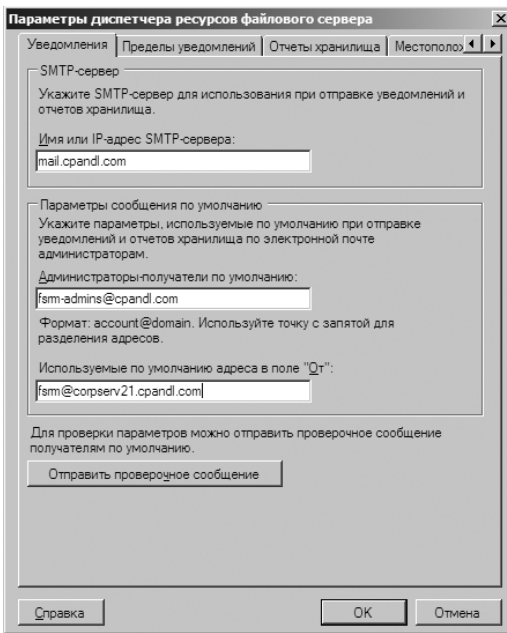 Параметры диспетчера ресурсов файлового сервера
Уведомления Пределы уведомлений Отчеты хранилища Местополо
SMTP-сервер
Укажите SMTP-сервер для использования при отправке уведомлений и
отчетов хранилища.
Имя или IP-адрес SMTP-сервера:
mail.cpandl.com
Параметры сообщения по умолчанию
Укажите параметры, используемые по умолчанию при отправке
уведомлений и отчетов хранилища по электронной почте
администраторам.
Администраторы-получатели по умолчанию:
fsrm-admins@cpandl.com
Формат: account@domain. Используйте точку с запятой для
разделения адресов.
Используемые по умолчанию адреса в поле "От":
fsrm@corpserv21.cpandl.com
Для проверки параметров можно отправить проверочное сообщение
получателям по умолчанию.
Отправить проверочное сообщение
Справка ОК Отмена